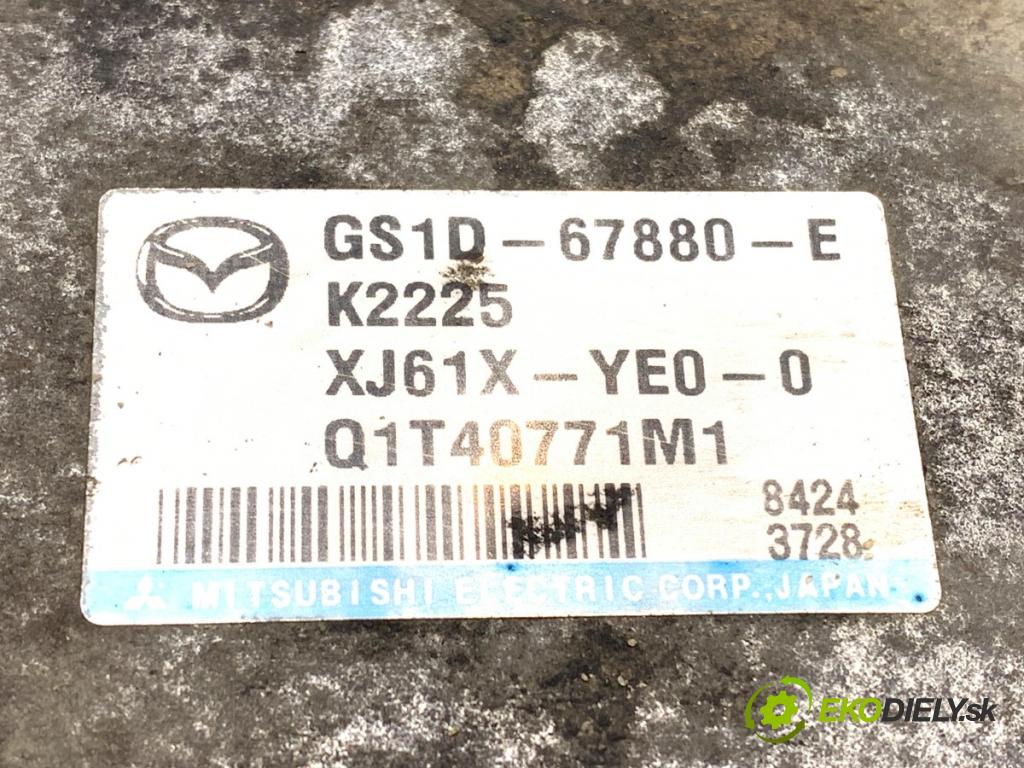 GS1D-67880-E
K2225
XJ61X-YE0-0
Q1T40771M1
8424
3728
MITSUBISHI ELECTRIC CORP., JAPAN
EKODIELY.sk